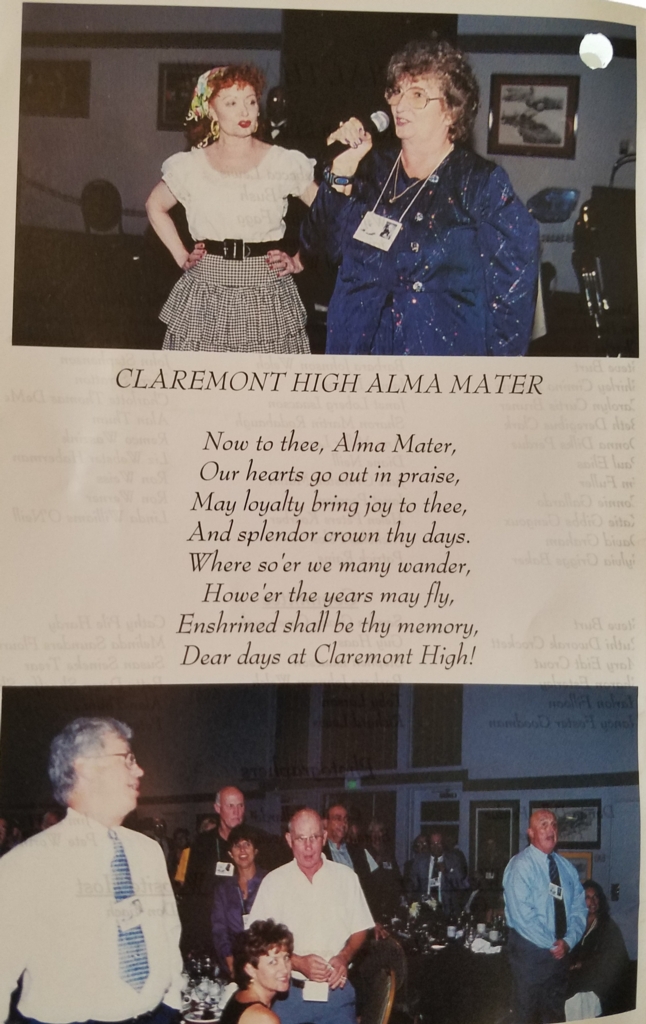 CLAREMONT HIGH ALMA MATER
Now to thee, Alma Mater,
Our hearts go out in praise,
May loyalty bring joy to thee,
And splendor crown thy days.
Where so'er we many wander,
Howe'er the years may fly,
Enshrined shall be thy memory,
Dear days at Claremont High!